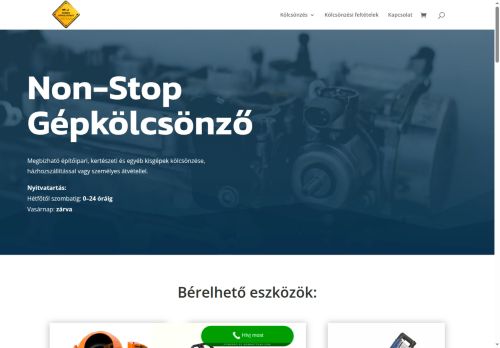 Kölcsönzés
Kölcsönzési feltételek
Kapcsolat
Non-Stop
Gépkölcsönző
Megbízható építőipari, kertészeti és egyéb kisgépek kölcsönzése,
házhozszállítással vagy személyes átvétellel.
Nyitvatartás:
Hétfőtől szombatig: 0–24 óráig
Vasárnap: zárva
Bérelhető eszközök:
Hívj most